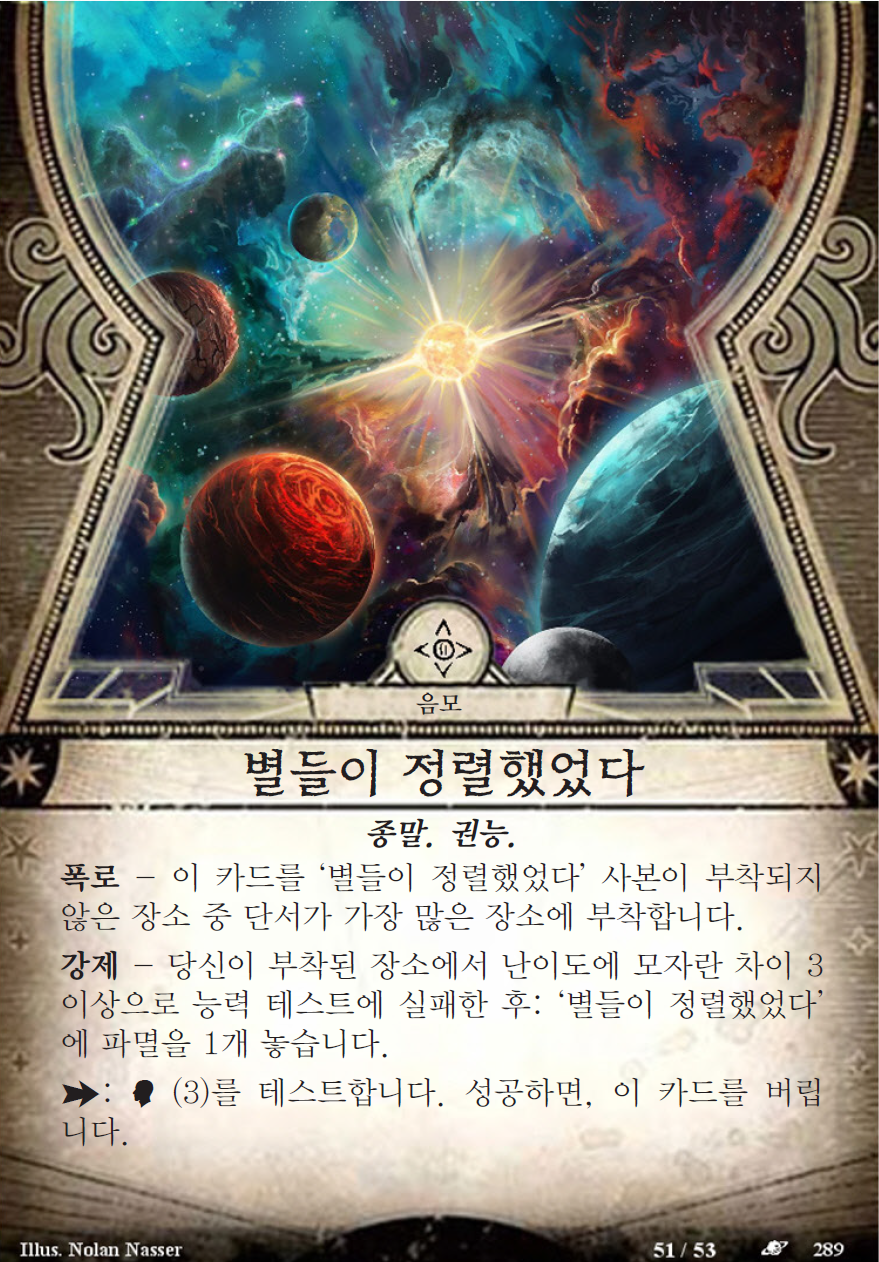 음모
별들이 정렬했었다
종말. 권능.
폭로 – 이 카드를 ‘별들이 정렬했었다’ 사본이 부착되지
않은 장소 중 단서가 가장 많은 장소에 부착합니다.
강제 – 당신이 부착된 장소에서 난이도에 모자란 차이 3
이상으로 능력 테스트에 실패한 후: ‘별들이 정렬했었다’
에 파멸을 1개 놓습니다.
: (3)를 테스트합니다. 성공하면, 이 카드를 버립
니다.
Illus. Nolan Nasser 51 / 53 289